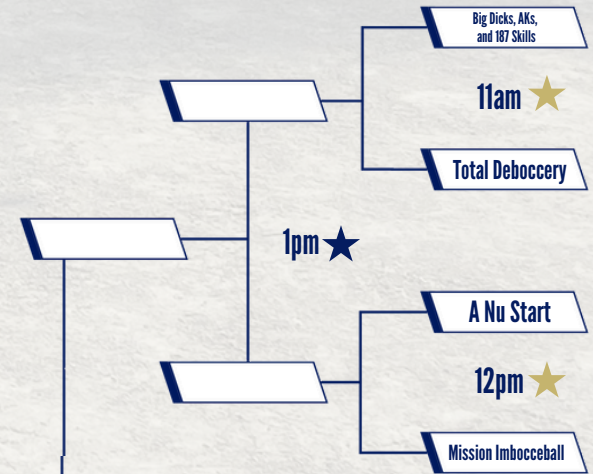 Big Dicks, AKs,
and 187 Skills
11am
Total Deboccery
1pm
A Nu Start
12pm
Mission Imbocceball